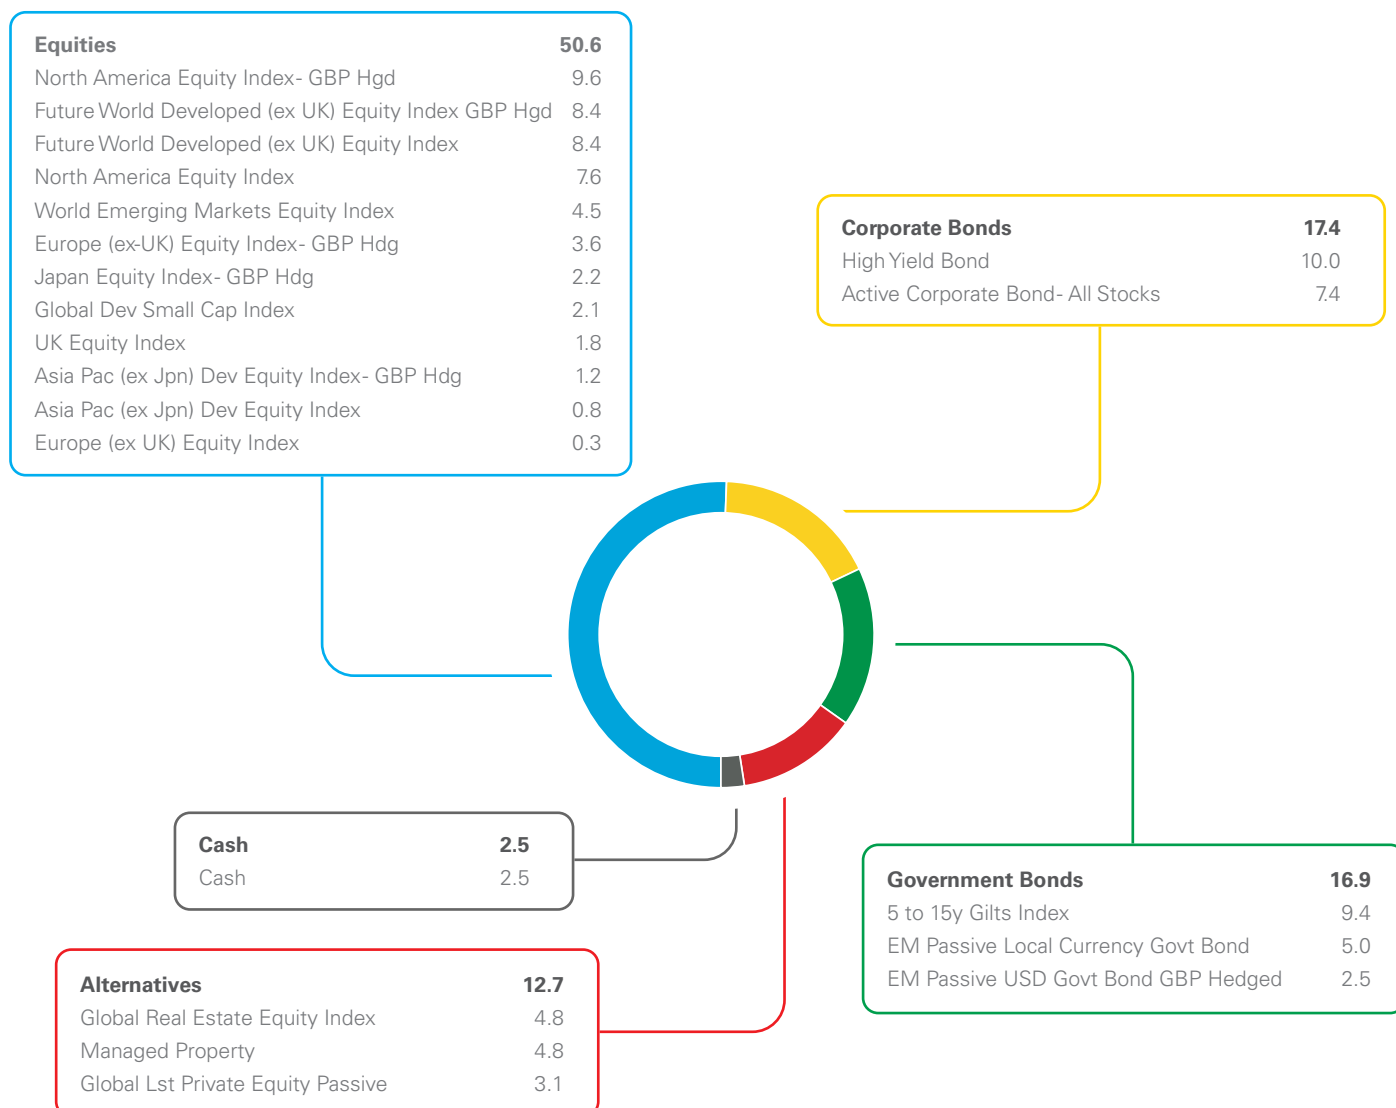 Equities 50.6
North America Equity Index- GBP Hgd 9.6
Future World Developed (ex UK) Equity Index GBP Hgd 8.4
Future World Developed (ex UK) Equity Index 8.4
North America Equity Index 7.6
World Emerging Markets Equity Index 4.5
Europe (ex-UK) Equity Index- GBP Hdg 3.6
Japan Equity Index- GBP Hdg 2.2
Global Dev Small Cap Index 2.1
UK Equity Index 1.8
Asia Pac (ex Jpn) Dev Equity Index- GBP Hdg 1.2
Asia Pac (ex Jpn) Dev Equity Index 0.8
Europe (ex UK) Equity Index 0.3
Corporate Bonds 17.4
High Yield Bond 10.0
Active Corporate Bond- All Stocks 7.4
Cash 2.5
Cash 2.5
Government Bonds 16.9
5 to 15y Gilts Index 9.4
EM Passive Local Currency Govt Bond 5.0
EM Passive USD Govt Bond GBP Hedged 2.5
Alternatives 12.7
Global Real Estate Equity Index 4.8
Managed Property 4.8
Global Lst Private Equity Passive 3.1